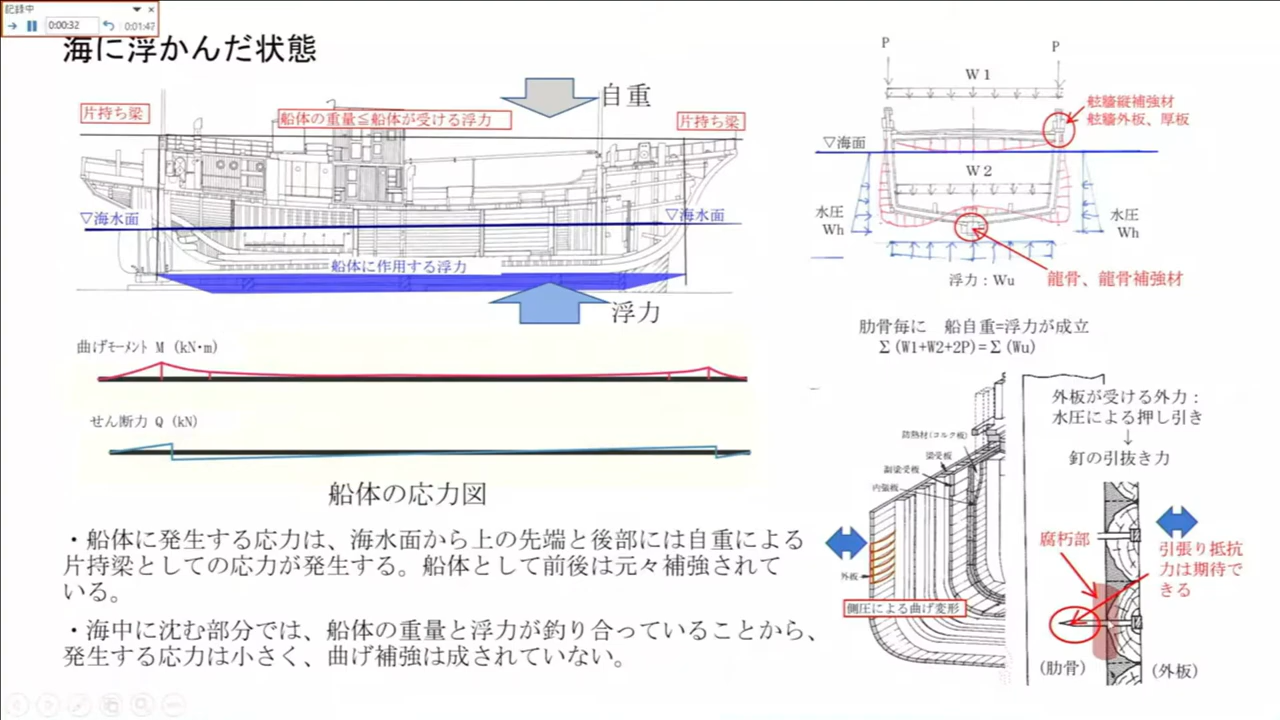 記録中
0:00:32
0:01:47
海に浮かんだ状態
自重
片持ち梁
船体の重量≦船体が受ける浮力
片持ち梁
▽海水面
▽海水面
船体に作用する浮力
浮力
曲げﾓｰﾒﾝﾄ M (kN・m)
せん断力 Q (kN)
船体の応力図
・船体に発生する応力は、海水面から上の先端と後部には自重による
片持梁としての応力が発生する。船体として前後は元々補強されて
いる。
・海中に沈む部分では、船体の重量と浮力が釣り合っていることから、
発生する応力は小さく、曲げ補強は成されていない。
P
P
W1
舷牆縦補強材
舷牆外板、厚板
▽海面
W2
水圧
Wh
水圧
Wh
浮力：Wu
龍骨、龍骨補強材
肋骨毎に 船自重=浮力が成立
Σ(W1+W2+2P)=Σ(Wu)
防熱材(コルク板)
梁受板
副梁受板
内張板
外板
側圧による曲げ変形
外板が受ける外力：
水圧による押し引き
↓
釘の引抜き力
腐朽部
引張り抵抗
力は期待で
きる
(肋骨)
(外板)